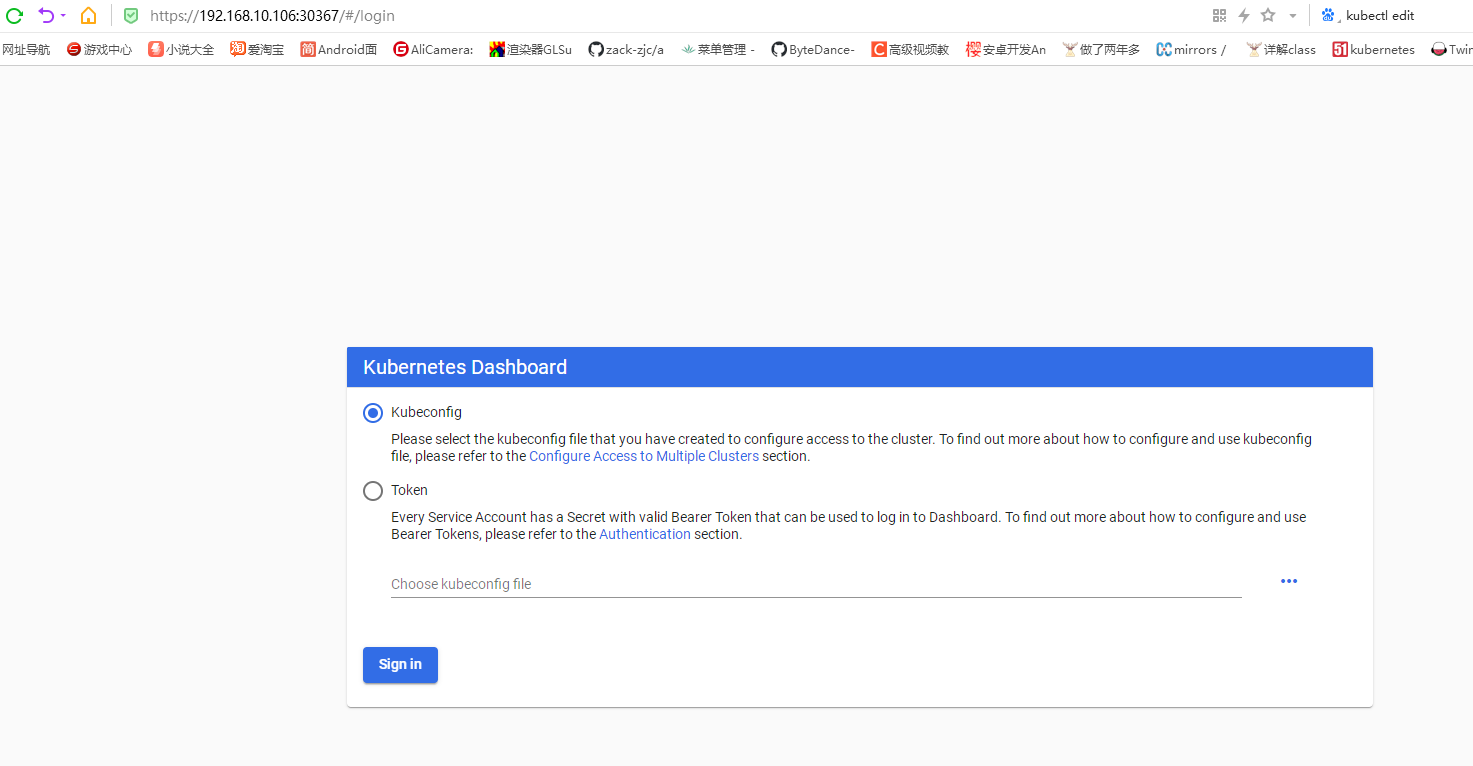 https://192.168.10.106:30367/#/login
kubectl edit
网址导航 游戏中心 小说大全 爱淘宝 Android面 AliCamera: 渲染器GLSu zack-zjc/a 菜单管理 - ByteDance- 高级视频教 安卓开发An 做了两年多 mirrors / 详解class kubernetes Twin
Kubernetes Dashboard
Kubeconfig
Please select the kubeconfig file that you have created to configure access to the cluster. To find out more about how to configure and use kubeconfig
file, please refer to the Configure Access to Multiple Clusters section.
Token
Every Service Account has a Secret with valid Bearer Token that can be used to log in to Dashboard. To find out more about how to configure and use
Bearer Tokens, please refer to the Authentication section.
Choose kubeconfig file
Sign in